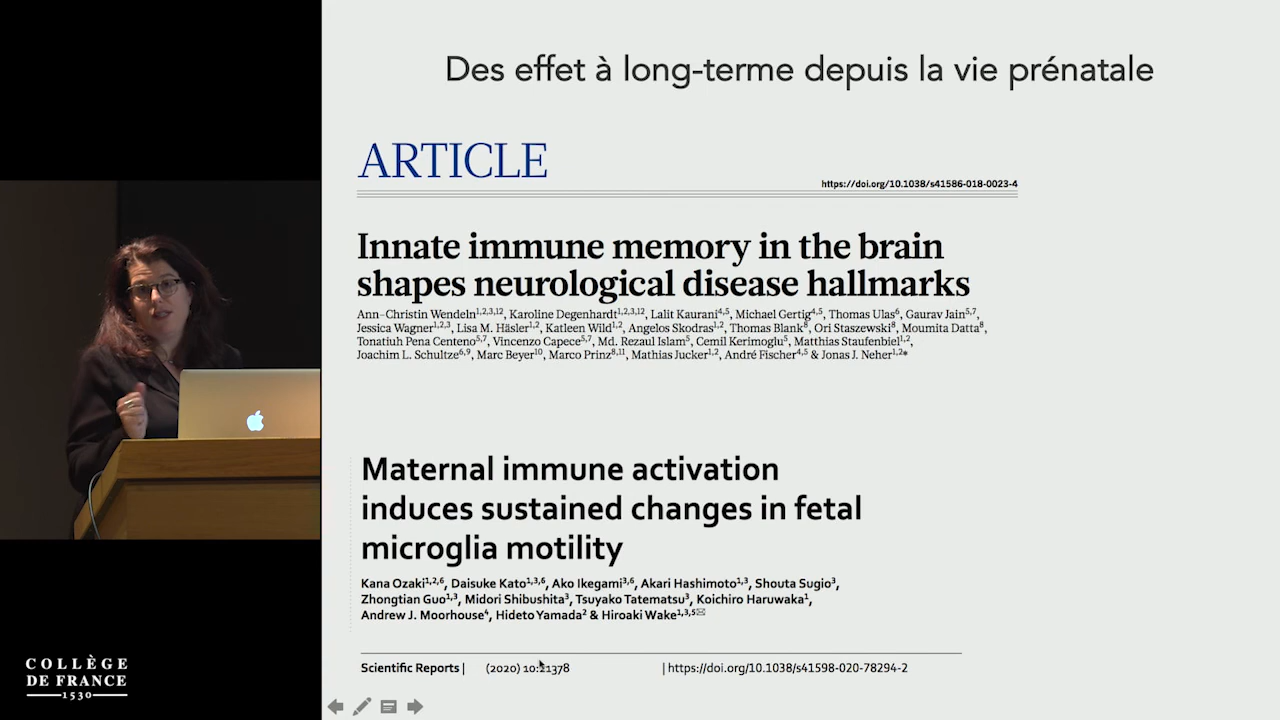 Des effet à long-terme depuis la vie prénatale
ARTICLE
https://doi.org/10.1038/s41586-018-0023-4
Innate immune memory in the brain
shapes neurological disease hallmarks
Ann-Christin Wendeln1,2,3,12, Karoline Degenhardt1,2,3,12, Lalit Kaurani4,5, Michael Gertig4,5, Thomas Ulas6, Gaurav Jain5,7,
Jessica Wagner1,2,3, Lisa M. Häsler1,2, Katleen Wild1,2, Angelos Skodras1,2, Thomas Blank8, Ori Staszewski8, Moumita Datta8,
Tonatiuh Pena Centeno5,7, Vincenzo Capece5,7, Md. Rezaul Islam5, Cemil Kerimoglu5, Matthias Staufenbiel1,2,
Joachim L. Schultze6,9, Marc Beyer10, Marco Prinz8,11, Mathias Jucker1,2, André Fischer4,5 & Jonas J. Neher1,2*
Maternal immune activation
induces sustained changes in fetal
microglia motility
Kana Ozaki1,2,6, Daisuke Kato1,3,6, Ako Ikegami3,6, Akari Hashimoto1,3, Shouta Sugio3,
Zhongtian Guo1,3, Midori Shibushita3, Tsuyako Tatematsu3, Koichiro Haruwaka1,
Andrew J. Moorhouse4, Hideto Yamada2 & Hiroaki Wake1,3,5✉
Scientific Reports | (2020) 10:21378 | https://doi.org/10.1038/s41598-020-78294-2
COLLÈGE
DE FRANCE
1530